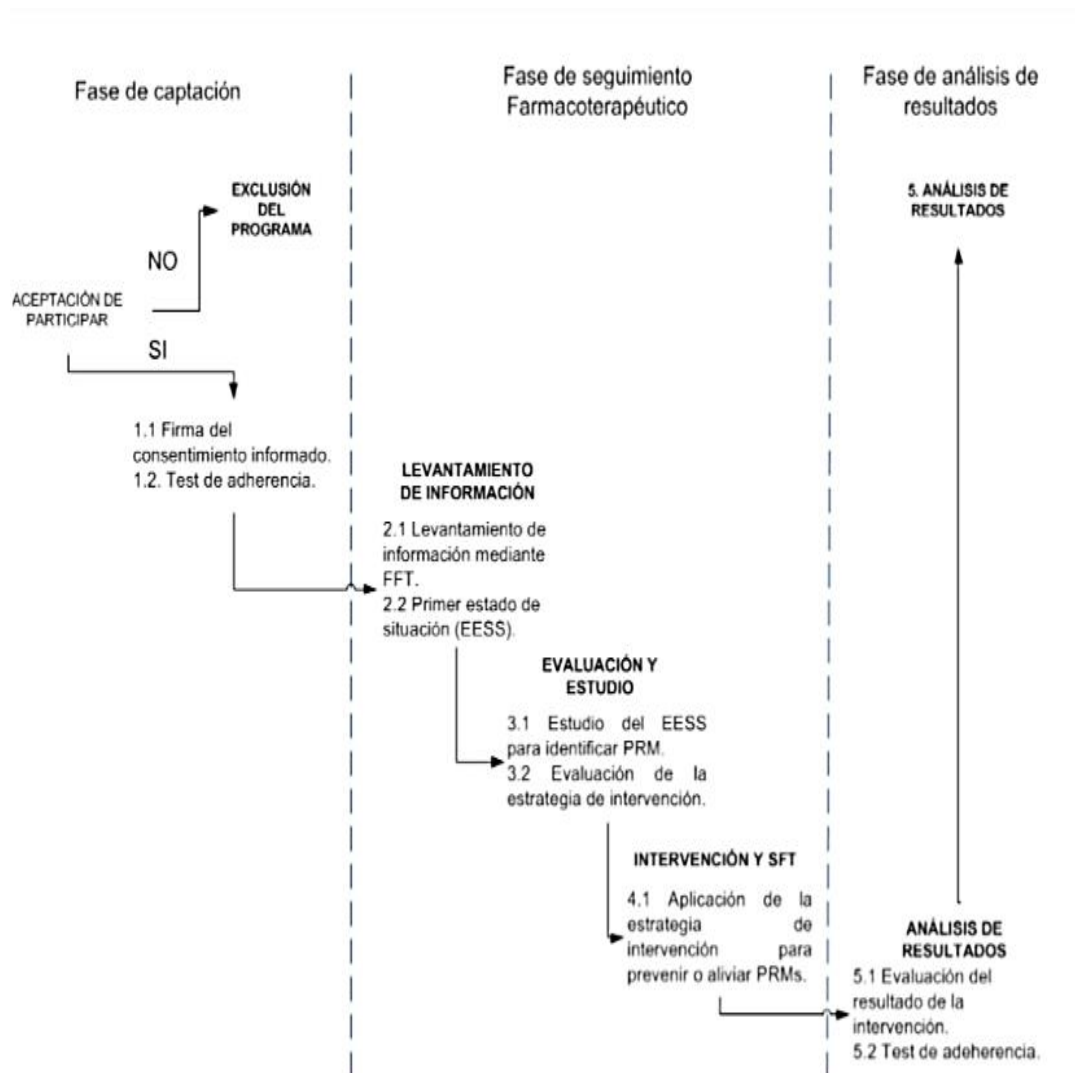 Fase de captación
Fase de seguimiento
Farmacoterapéutico
Fase de análisis de
resultados
EXCLUSIÓN
DEL
PROGRAMA
NO
ACEPTACIÓN DE
PARTICIPAR
SI
1.1 Firma del
consentimiento informado.
1.2. Test de adherencia.
LEVANTAMIENTO
DE INFORMACIÓN
2.1 Levantamiento de
información mediante
FFT.
2.2 Primer estado de
situación (EESS).
EVALUACIÓN Y
ESTUDIO
3.1 Estudio del EESS
para identificar PRM.
3.2 Evaluación de la
estrategia de intervención.
INTERVENCIÓN Y SFT
4.1 Aplicación de la
estrategia de
intervención para
prevenir o aliviar PRMs.
5. ANÁLISIS DE
RESULTADOS
ANÁLISIS DE
RESULTADOS
5.1 Evaluación del
resultado de la
intervención.
5.2 Test de adeherencia.